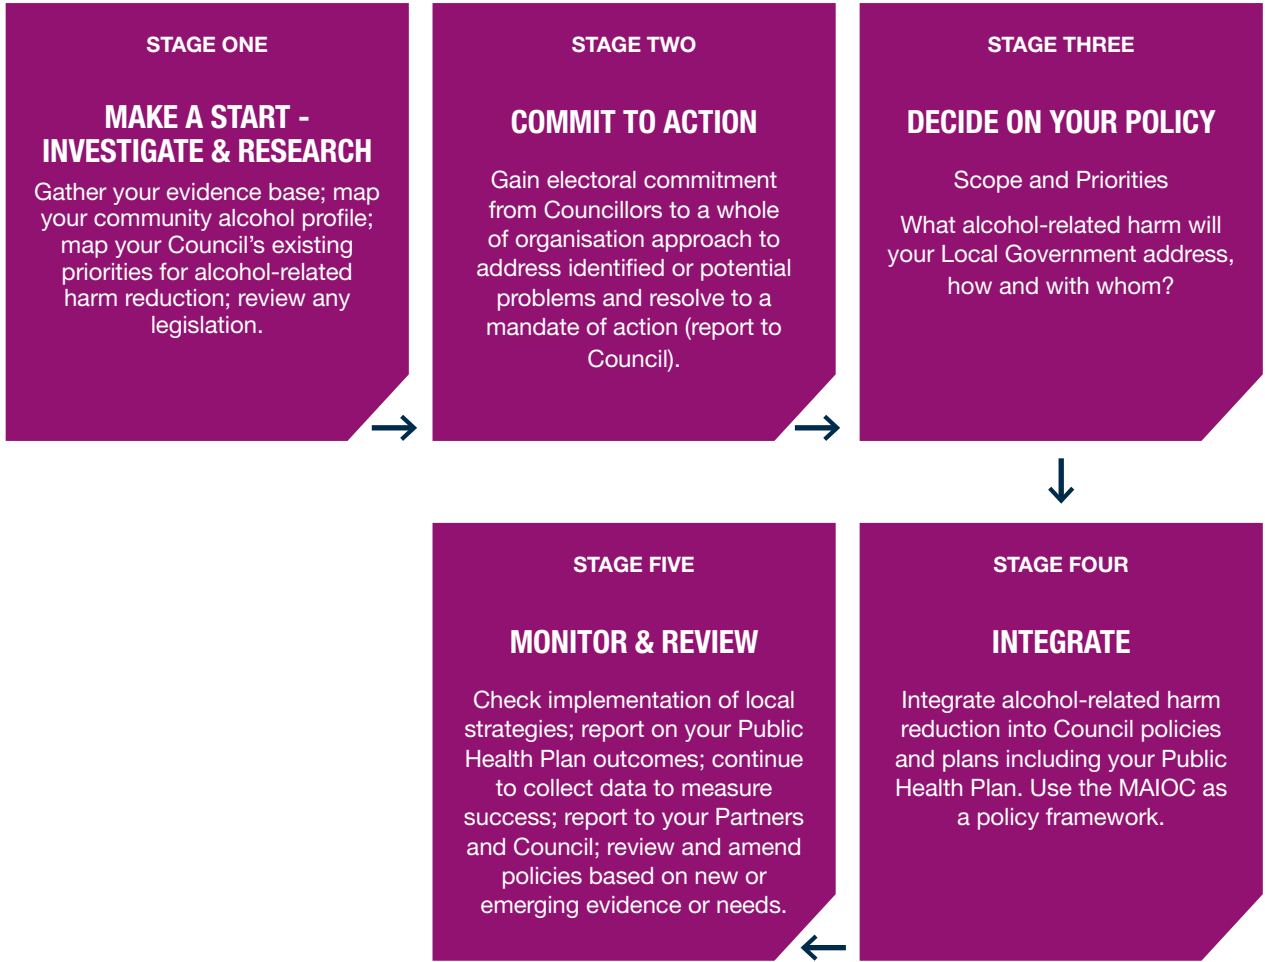 STAGE ONE
MAKE A START -
INVESTIGATE & RESEARCH
Gather your evidence base; map
your community alcohol profile;
map your Council's existing
priorities for alcohol-related
harm reduction; review any
legislation.
STAGE TWO
COMMIT TO ACTION
Gain electoral commitment
from Councillors to a whole
of organisation approach to
address identified or potential
problems and resolve to a
mandate of action (report to
Council).
STAGE THREE
DECIDE ON YOUR POLICY
Scope and Priorities
What alcohol-related harm will
your Local Government address,
how and with whom?
STAGE FOUR
INTEGRATE
Integrate alcohol-related harm
reduction into Council policies
and plans including your Public
Health Plan. Use the MAIOC as
a policy framework.
STAGE FIVE
MONITOR & REVIEW
Check implementation of local
strategies; report on your Public
Health Plan outcomes; continue
to collect data to measure
success; report to your Partners
and Council; review and amend
policies based on new or
emerging evidence or needs.